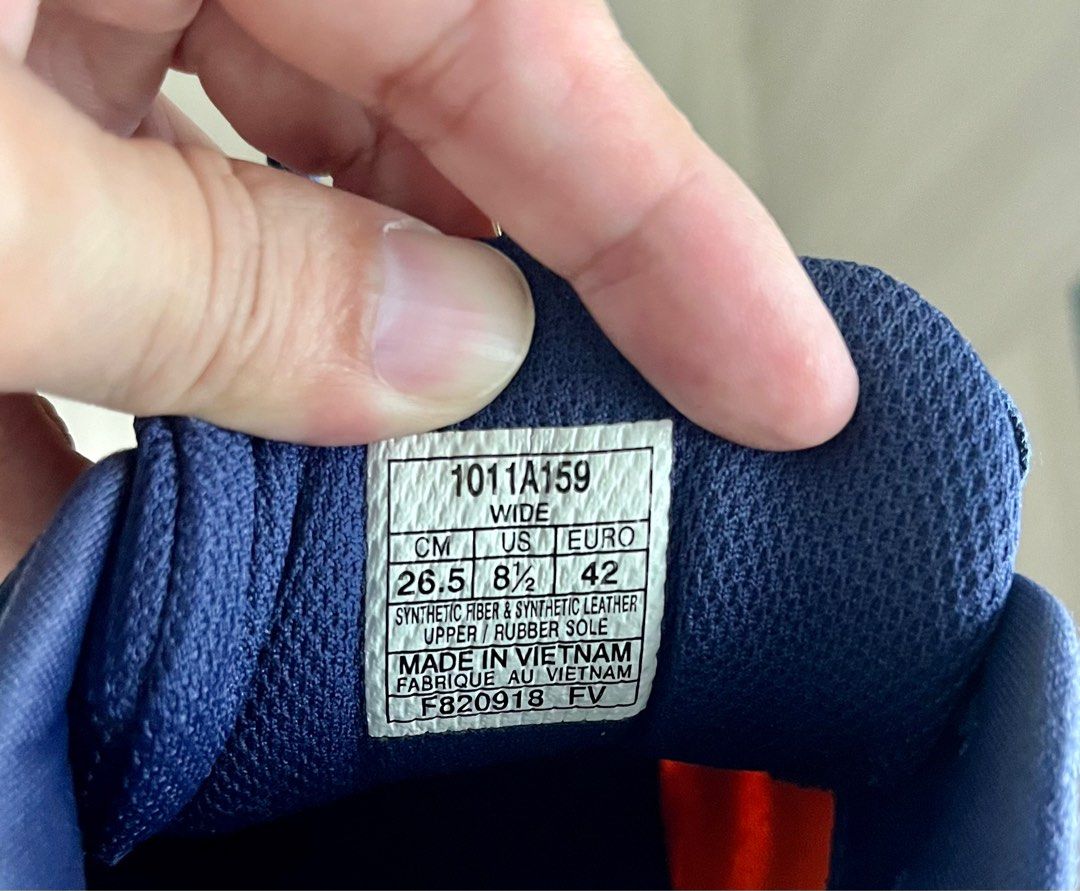 1011A159
WIDE
CM US EURO
26.5 8½ 42
SYNTHETIC FIBER & SYNTHETIC LEATHER
UPPER / RUBBER SOLE
MADE IN VIETNAM
FABRIQUE AU VIETNAM
F820918 FV